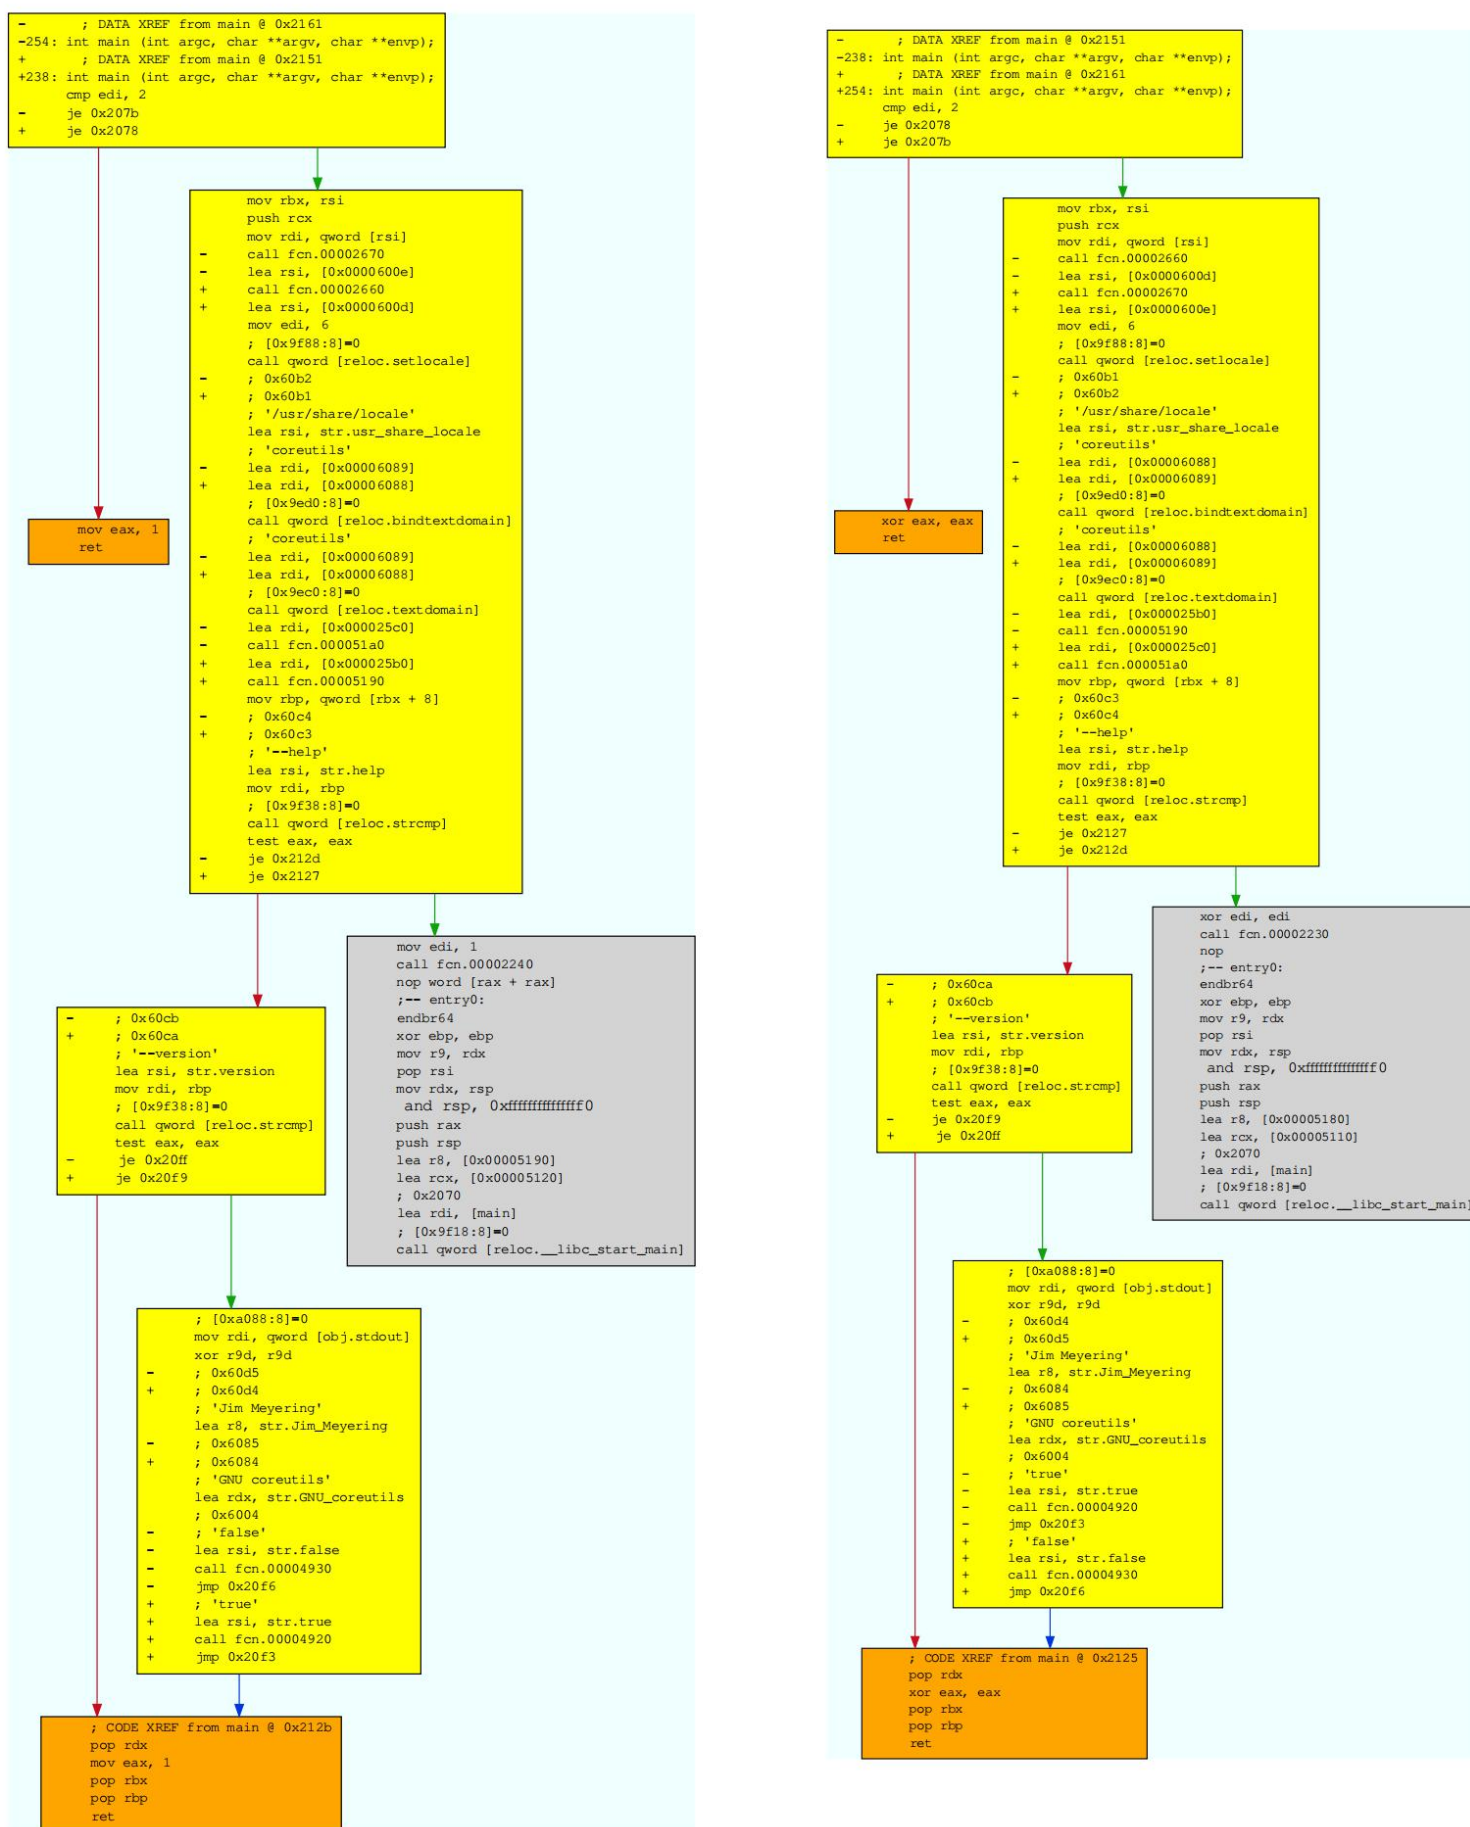 -       ; DATA XREF from main @ 0x2161
-254: int main (int argc, char **argv, char **envp);
+       ; DATA XREF from main @ 0x2151
+238: int main (int argc, char **argv, char **envp);
cmp edi, 2
-     je 0x207b
+     je 0x2078
mov rbx, rsi
push rcx
mov rdi, qword [rsi]
-     call fcn.00002670
-     lea rsi, [0x0000600e]
+     call fcn.00002660
+     lea rsi, [0x0000600d]
mov edi, 6
; [0x9f88:8]=0
call qword [reloc.setlocale]
-     ; 0x60b2
+     ; 0x60b1
; '/usr/share/locale'
lea rsi, str.usr_share_locale
; 'coreutils'
-     lea rdi, [0x00006089]
+     lea rdi, [0x00006088]
; [0x9ed0:8]=0
call qword [reloc.bindtextdomain]
; 'coreutils'
-     lea rdi, [0x00006089]
+     lea rdi, [0x00006088]
; [0x9ec0:8]=0
call qword [reloc.textdomain]
-     lea rdi, [0x000025c0]
-     call fcn.000051a0
+     lea rdi, [0x000025b0]
+     call fcn.00005190
mov rbp, qword [rbx + 8]
-     ; 0x60c4
+     ; 0x60c3
; '--help'
lea rsi, str.help
mov rdi, rbp
; [0x9f38:8]=0
call qword [reloc.strcmp]
test eax, eax
-     je 0x212d
+     je 0x2127
mov eax, 1
ret
mov edi, 1
call fcn.00002240
nop word [rax + rax]
;-- entry0:
endbr64
xor ebp, ebp
mov r9, rdx
pop rsi
mov rdx, rsp
and rsp, 0xfffffffffffffff0
push rax
push rsp
lea r8, [0x00005190]
lea rcx, [0x00005120]
; 0x2070
lea rdi, [main]
; [0x9f18:8]=0
call qword [reloc.__libc_start_main]
-     ; 0x60cb
+     ; 0x60ca
; '--version'
lea rsi, str.version
mov rdi, rbp
; [0x9f38:8]=0
call qword [reloc.strcmp]
test eax, eax
-     je 0x20ff
+     je 0x20f9
; [0xa088:8]=0
mov rdi, qword [obj.stdout]
xor r9d, r9d
-     ; 0x60d5
+     ; 0x60d4
; 'Jim Meyering'
lea r8, str.Jim_Meyering
-     ; 0x6085
+     ; 0x6084
; 'GNU coreutils'
lea rdx, str.GNU_coreutils
; 0x6004
-     ; 'false'
-     lea rsi, str.false
-     call fcn.00004930
-     jmp 0x20f6
+     ; 'true'
+     lea rsi, str.true
+     call fcn.00004920
+     jmp 0x20f3
; CODE XREF from main @ 0x212b
pop rdx
mov eax, 1
pop rbx
pop rbp
ret
-       ; DATA XREF from main @ 0x2151
-238: int main (int argc, char **argv, char **envp);
+       ; DATA XREF from main @ 0x2161
+254: int main (int argc, char **argv, char **envp);
cmp edi, 2
-     je 0x2078
+     je 0x207b
mov rbx, rsi
push rcx
mov rdi, qword [rsi]
-     call fcn.00002660
-     lea rsi, [0x0000600d]
+     call fcn.00002670
+     lea rsi, [0x0000600e]
mov edi, 6
; [0x9f88:8]=0
call qword [reloc.setlocale]
-     ; 0x60b1
+     ; 0x60b2
; '/usr/share/locale'
lea rsi, str.usr_share_locale
; 'coreutils'
-     lea rdi, [0x00006088]
+     lea rdi, [0x00006089]
; [0x9ed0:8]=0
call qword [reloc.bindtextdomain]
; 'coreutils'
-     lea rdi, [0x00006088]
+     lea rdi, [0x00006089]
; [0x9ec0:8]=0
call qword [reloc.textdomain]
-     lea rdi, [0x000025b0]
-     call fcn.00005190
+     lea rdi, [0x000025c0]
+     call fcn.000051a0
mov rbp, qword [rbx + 8]
-     ; 0x60c3
+     ; 0x60c4
; '--help'
lea rsi, str.help
mov rdi, rbp
; [0x9f38:8]=0
call qword [reloc.strcmp]
test eax, eax
-     je 0x2127
+     je 0x212d
xor eax, eax
ret
xor edi, edi
call fcn.00002230
nop
;-- entry0:
endbr64
xor ebp, ebp
mov r9, rdx
pop rsi
mov rdx, rsp
and rsp, 0xfffffffffffffff0
push rax
push rsp
lea r8, [0x00005180]
lea rcx, [0x00005110]
; 0x2070
lea rdi, [main]
; [0x9f18:8]=0
call qword [reloc.__libc_start_main]
-     ; 0x60ca
+     ; 0x60cb
; '--version'
lea rsi, str.version
mov rdi, rbp
; [0x9f38:8]=0
call qword [reloc.strcmp]
test eax, eax
-     je 0x20f9
+     je 0x20ff
; [0xa088:8]=0
mov rdi, qword [obj.stdout]
xor r9d, r9d
-     ; 0x60d4
+     ; 0x60d5
; 'Jim Meyering'
lea r8, str.Jim_Meyering
-     ; 0x6084
+     ; 0x6085
; 'GNU coreutils'
lea rdx, str.GNU_coreutils
; 0x6004
-     ; 'true'
-     lea rsi, str.true
-     call fcn.00004920
-     jmp 0x20f3
+     ; 'false'
+     lea rsi, str.false
+     call fcn.00004930
+     jmp 0x20f6
; CODE XREF from main @ 0x2125
pop rdx
xor eax, eax
pop rbx
pop rbp
ret